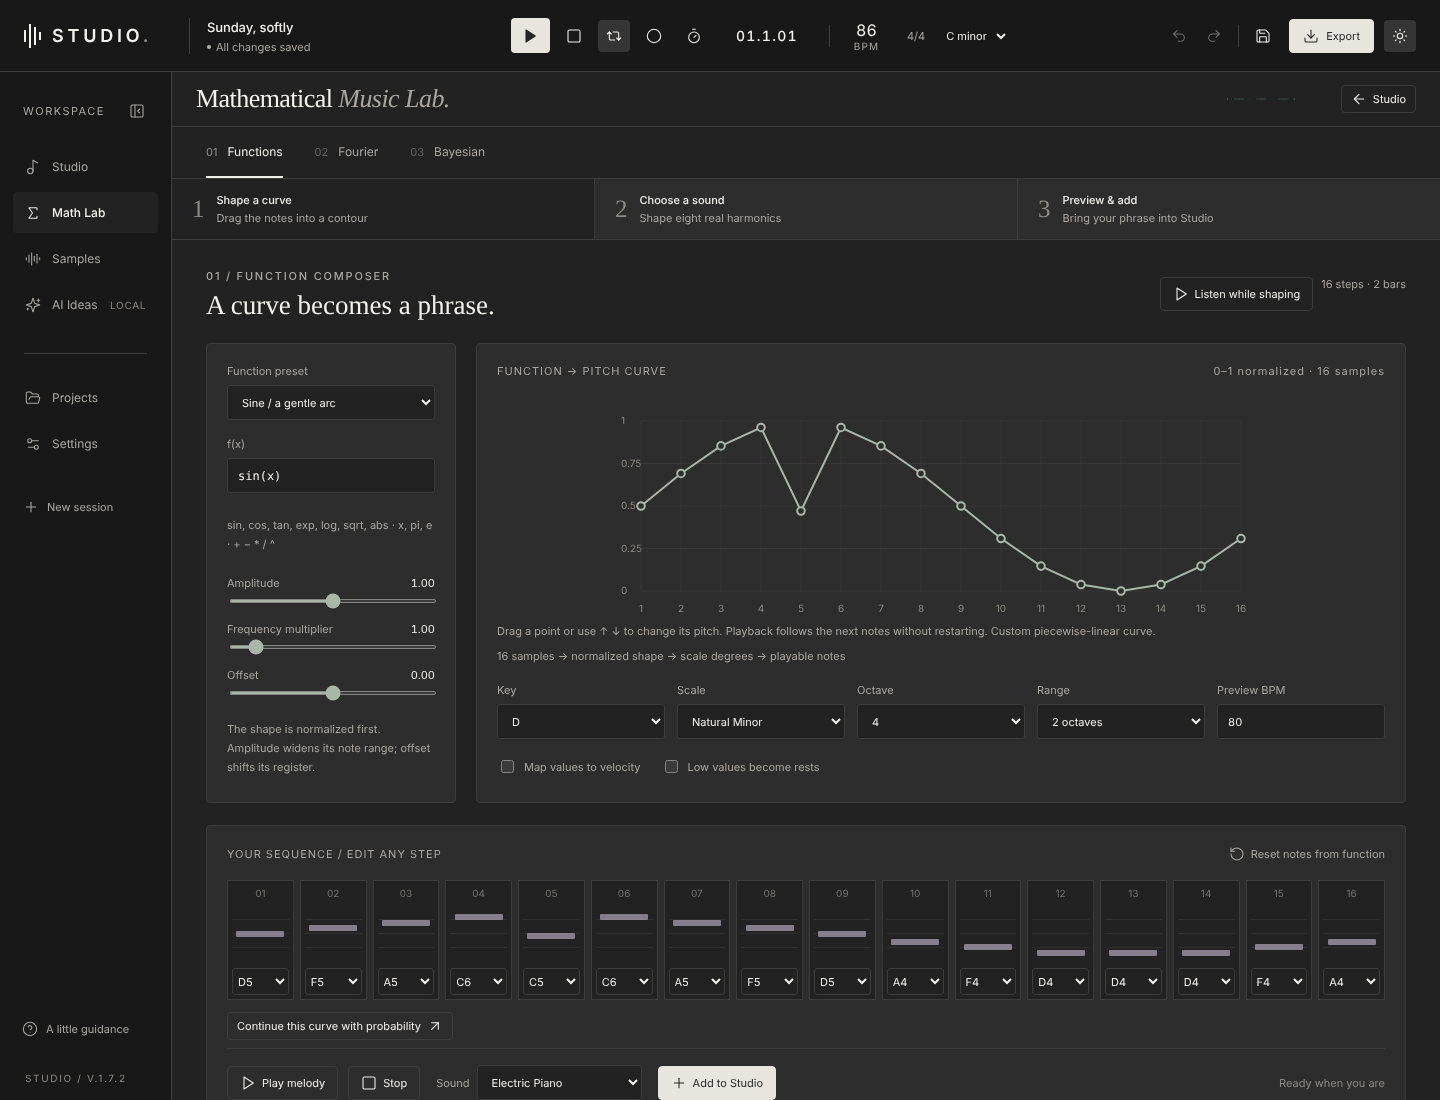 STUDIO.
Sunday, softly
• All changes saved
01.1.01
86
BPM
4/4
C minor
Export
WORKSPACE
Studio
Math Lab
Samples
AI Ideas LOCAL
Projects
Settings
New session
A little guidance
STUDIO / V.1.7.2
Mathematical Music Lab.
Studio
01 Functions
02 Fourier
03 Bayesian
1 Shape a curve
Drag the notes into a contour
2 Choose a sound
Shape eight real harmonics
3 Preview & add
Bring your phrase into Studio
01 / FUNCTION COMPOSER
A curve becomes a phrase.
Listen while shaping
16 steps · 2 bars
Function preset
Sine / a gentle arc
f(x)
sin(x)
sin, cos, tan, exp, log, sqrt, abs · x, pi, e
· + − * / ^
Amplitude 1.00
Frequency multiplier 1.00
Offset 0.00
The shape is normalized first.
Amplitude widens its note range; offset
shifts its register.
FUNCTION → PITCH CURVE
0–1 normalized · 16 samples
1
0.75
0.5
0.25
0
1 2 3 4 5 6 7 8 9 10 11 12 13 14 15 16
Drag a point or use ↑ ↓ to change its pitch. Playback follows the next notes without restarting. Custom piecewise-linear curve.
16 samples → normalized shape → scale degrees → playable notes
Key Scale Octave Range Preview BPM
D Natural Minor 4 2 octaves 80
Map values to velocity
Low values become rests
YOUR SEQUENCE / EDIT ANY STEP
Reset notes from function
01 02 03 04 05 06 07 08 09 10 11 12 13 14 15 16
D5 F5 A5 C6 C5 C6 A5 F5 D5 A4 F4 D4 D4 D4 F4 A4
Continue this curve with probability
Play melody
Stop
Sound
Electric Piano
Add to Studio
Ready when you are